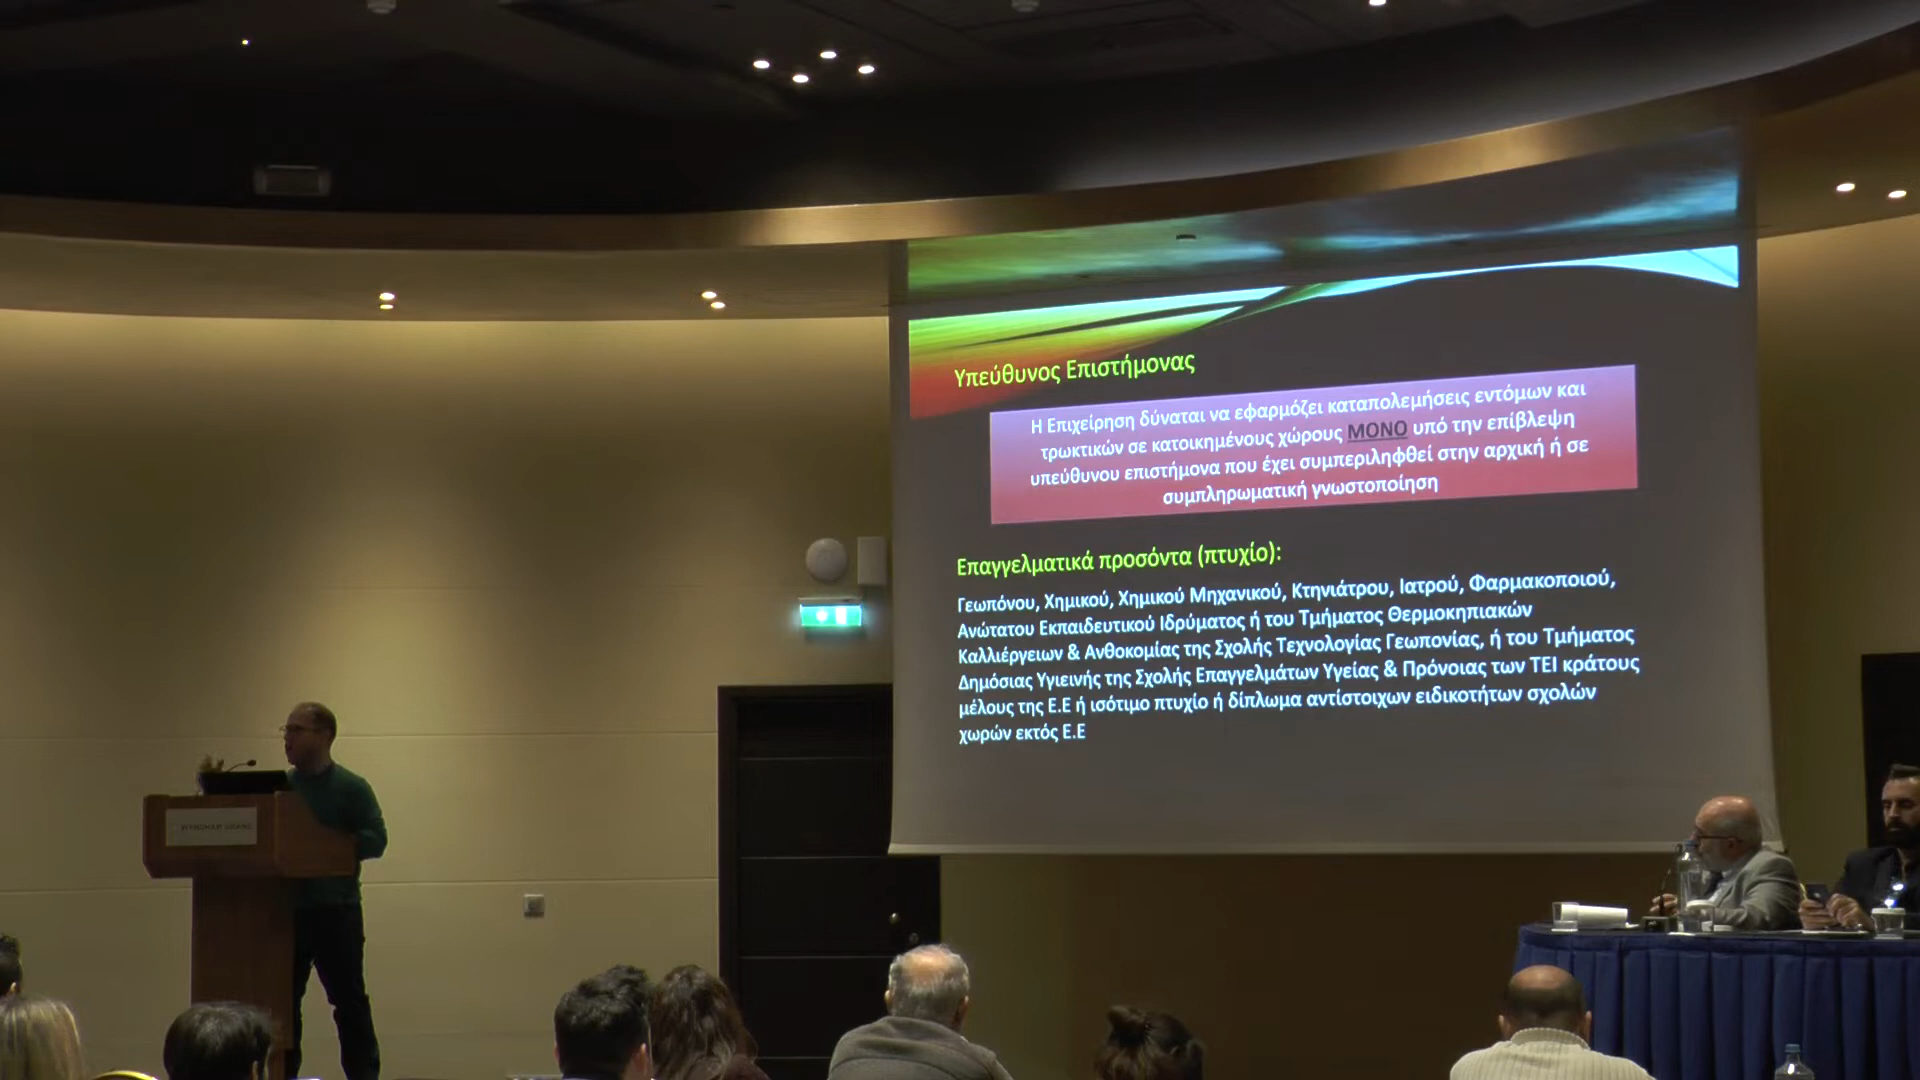 Υπεύθυνος Επιστήμονας
Η Επιχείρηση δύναται να εφαρμόζει καταπολεμήσεις εντόμων και
τρωκτικών σε κατοικημένους χώρους ΜΟΝΟ υπό την επίβλεψη
υπεύθυνου επιστήμονα που έχει συμπεριληφθεί στην αρχική ή σε
συμπληρωματική γνωστοποίηση
Επαγγελματικά προσόντα (πτυχίο):
Γεωπόνου, Χημικού, Χημικού Μηχανικού, Κτηνιάτρου, Ιατρού, Φαρμακοποιού,
Ανώτατου Εκπαιδευτικού Ιδρύματος ή του Τμήματος Θερμοκηπιακών
Καλλιέργειων & Ανθοκομίας της Σχολής Τεχνολογίας Γεωπονίας, ή του Τμήματος
Δημόσιας Υγιεινής της Σχολής Επαγγελμάτων Υγείας & Πρόνοιας των ΤΕΙ κράτους
μέλους της Ε.Ε ή ισότιμο πτυχίο ή δίπλωμα αντίστοιχων ειδικοτήτων σχολών
χωρών εκτός Ε.Ε
WYNDHAM GRAND